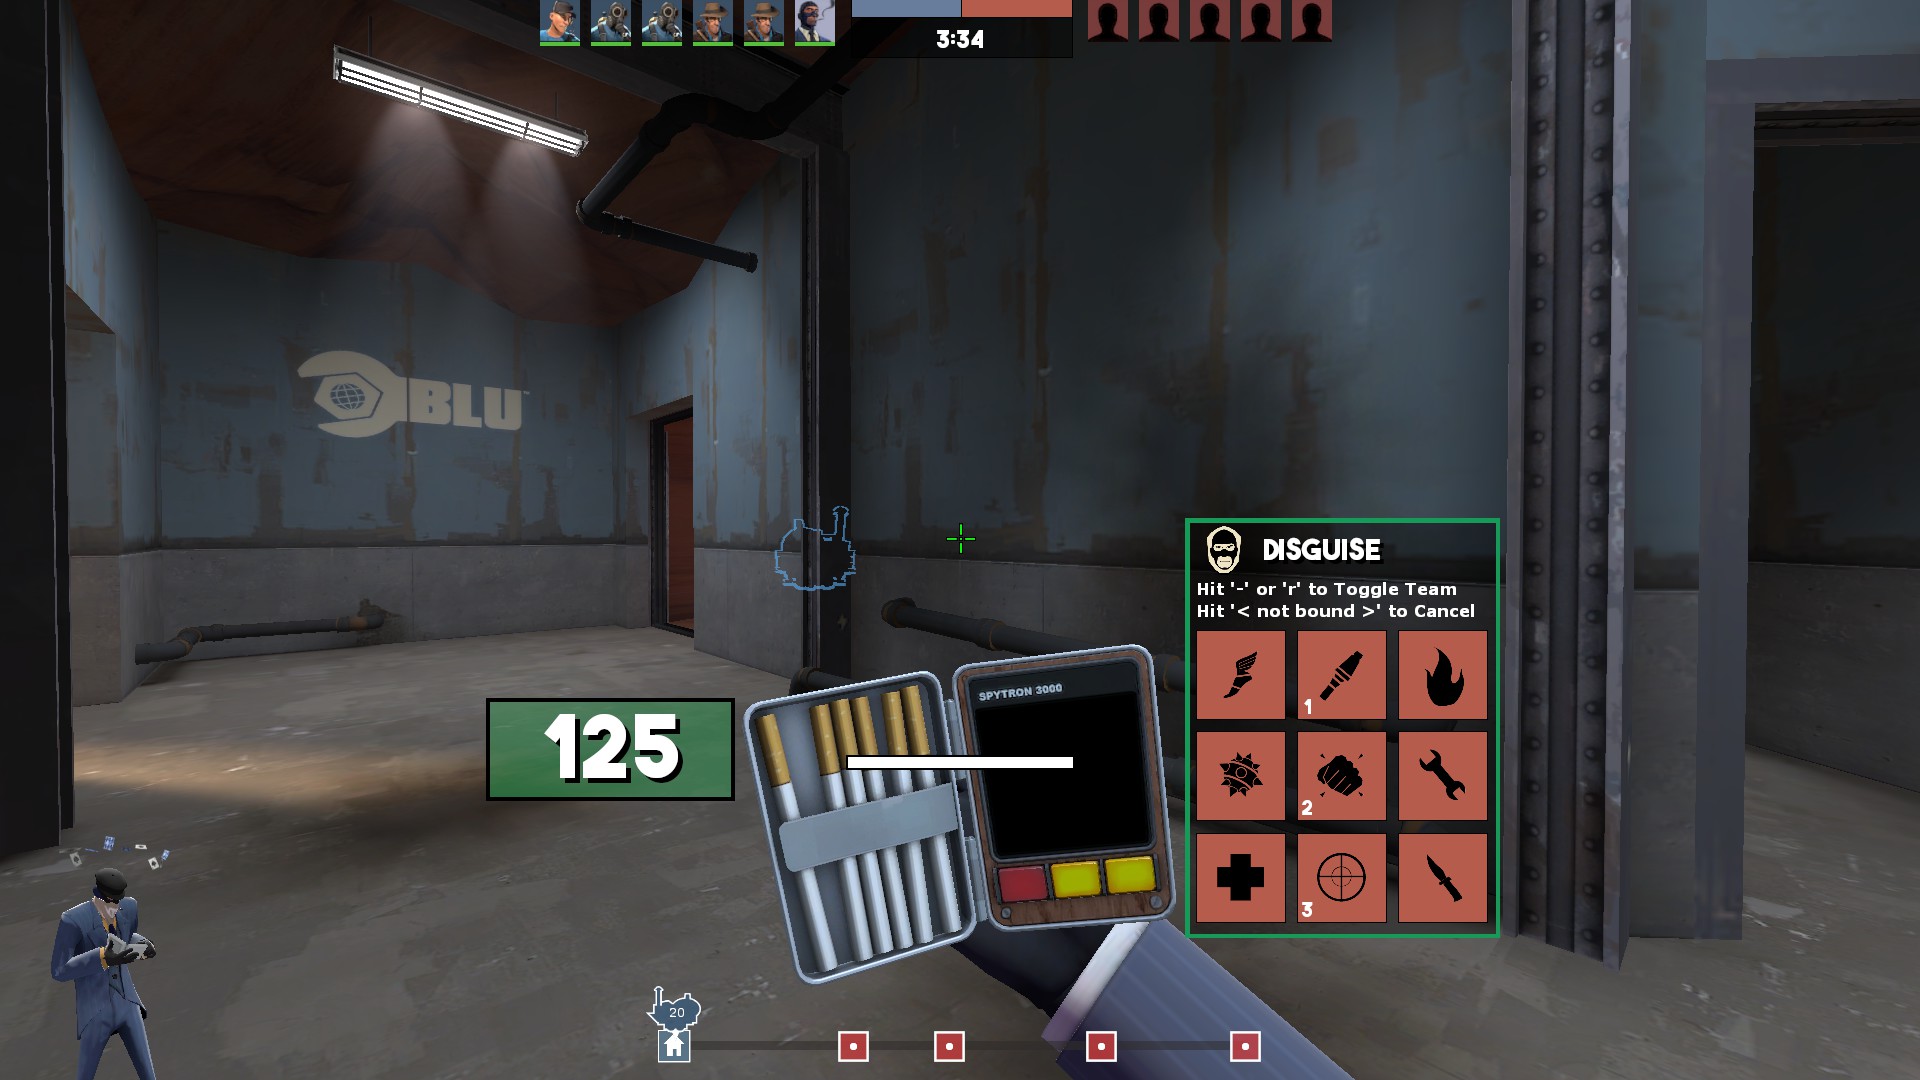 3:34
BLU
DISGUISE
Hit '-' or 'r' to Toggle Team
Hit '< not bound >' to Cancel
SPYTRON 3000
125
1
2
3
20